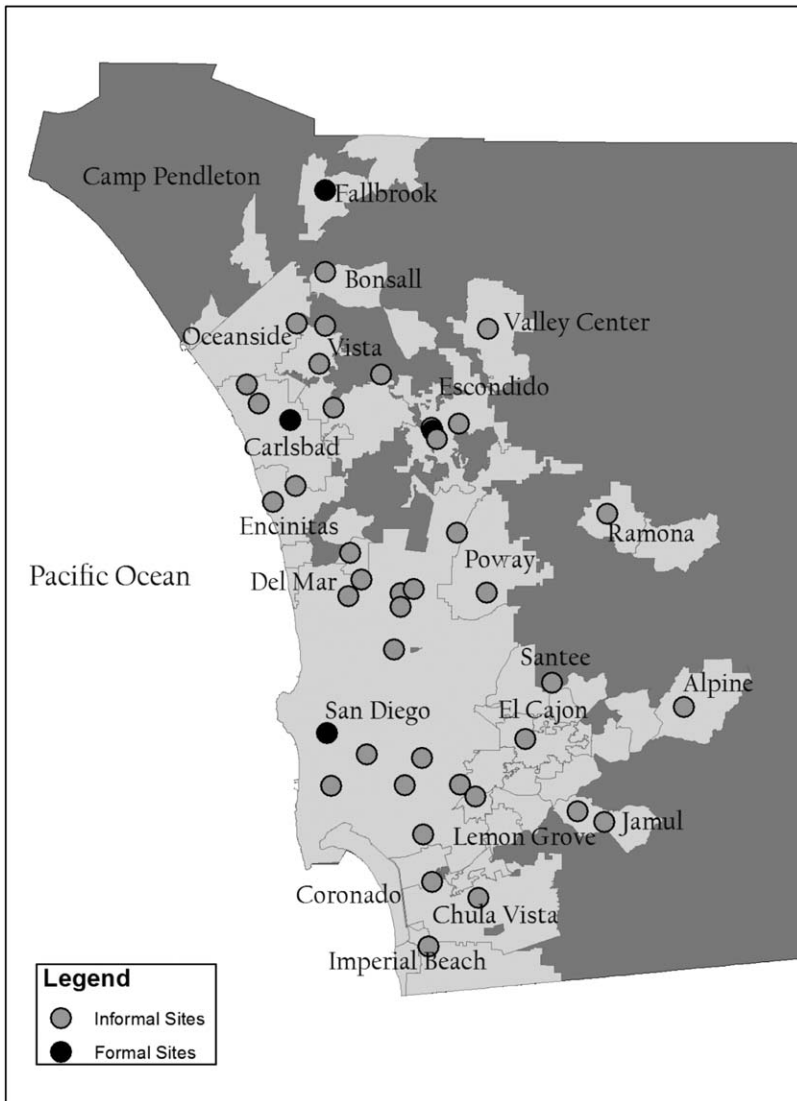 Camp Pendleton
Fallbrook
Bonsall
Oceanside
Vista
Valley Center
Escondido
Carlsbad
Encinitas
Ramona
Pacific Ocean
Del Mar
Poway
Santee
Alpine
San Diego
El Cajon
Lemon Grove
Jamul
Coronado
Chula Vista
Imperial Beach
Legend
Informal Sites
Formal Sites